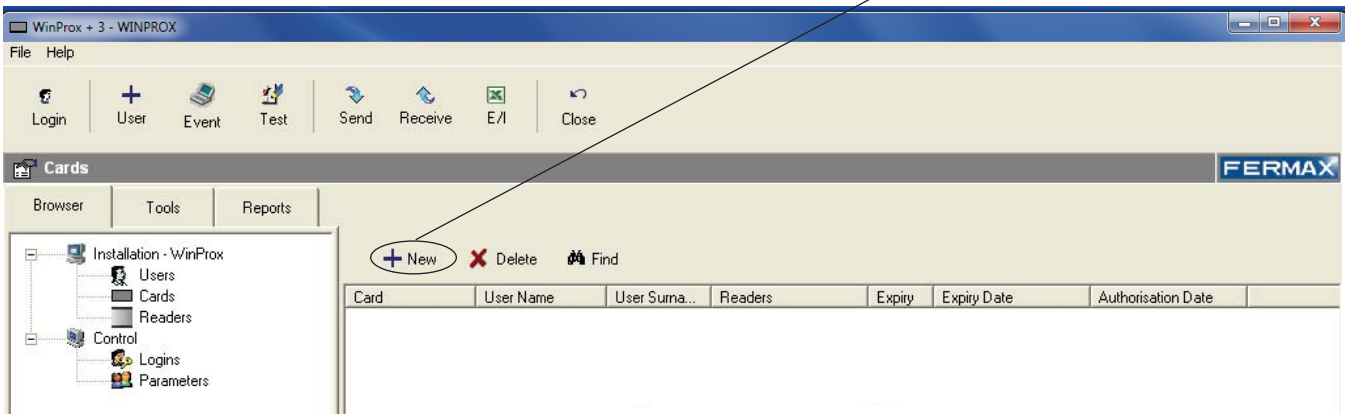 WinProx + 3 - WINPROX
File Help
Login User Event Test Send Receive E/I Close
Cards FERMAX
Browser Tools Reports
Installation - WinProx
Users
Cards
Readers
Control
Logins
Parameters
New Delete Find
Card User Name User Surna... Readers Expiry Expiry Date Authorisation Date